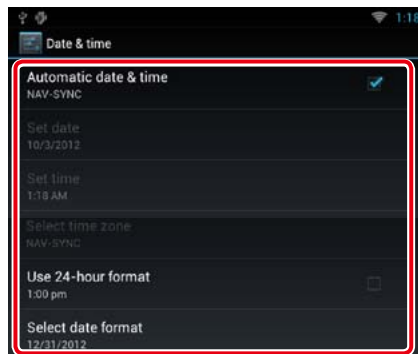 1:18
Date & time
Automatic date & time
NAV-SYNC
Set date
10/3/2012
Set time
1:18 AM
Select time zone
NAV-SYNC
Use 24-hour format
1:00 pm
Select date format
12/31/2012